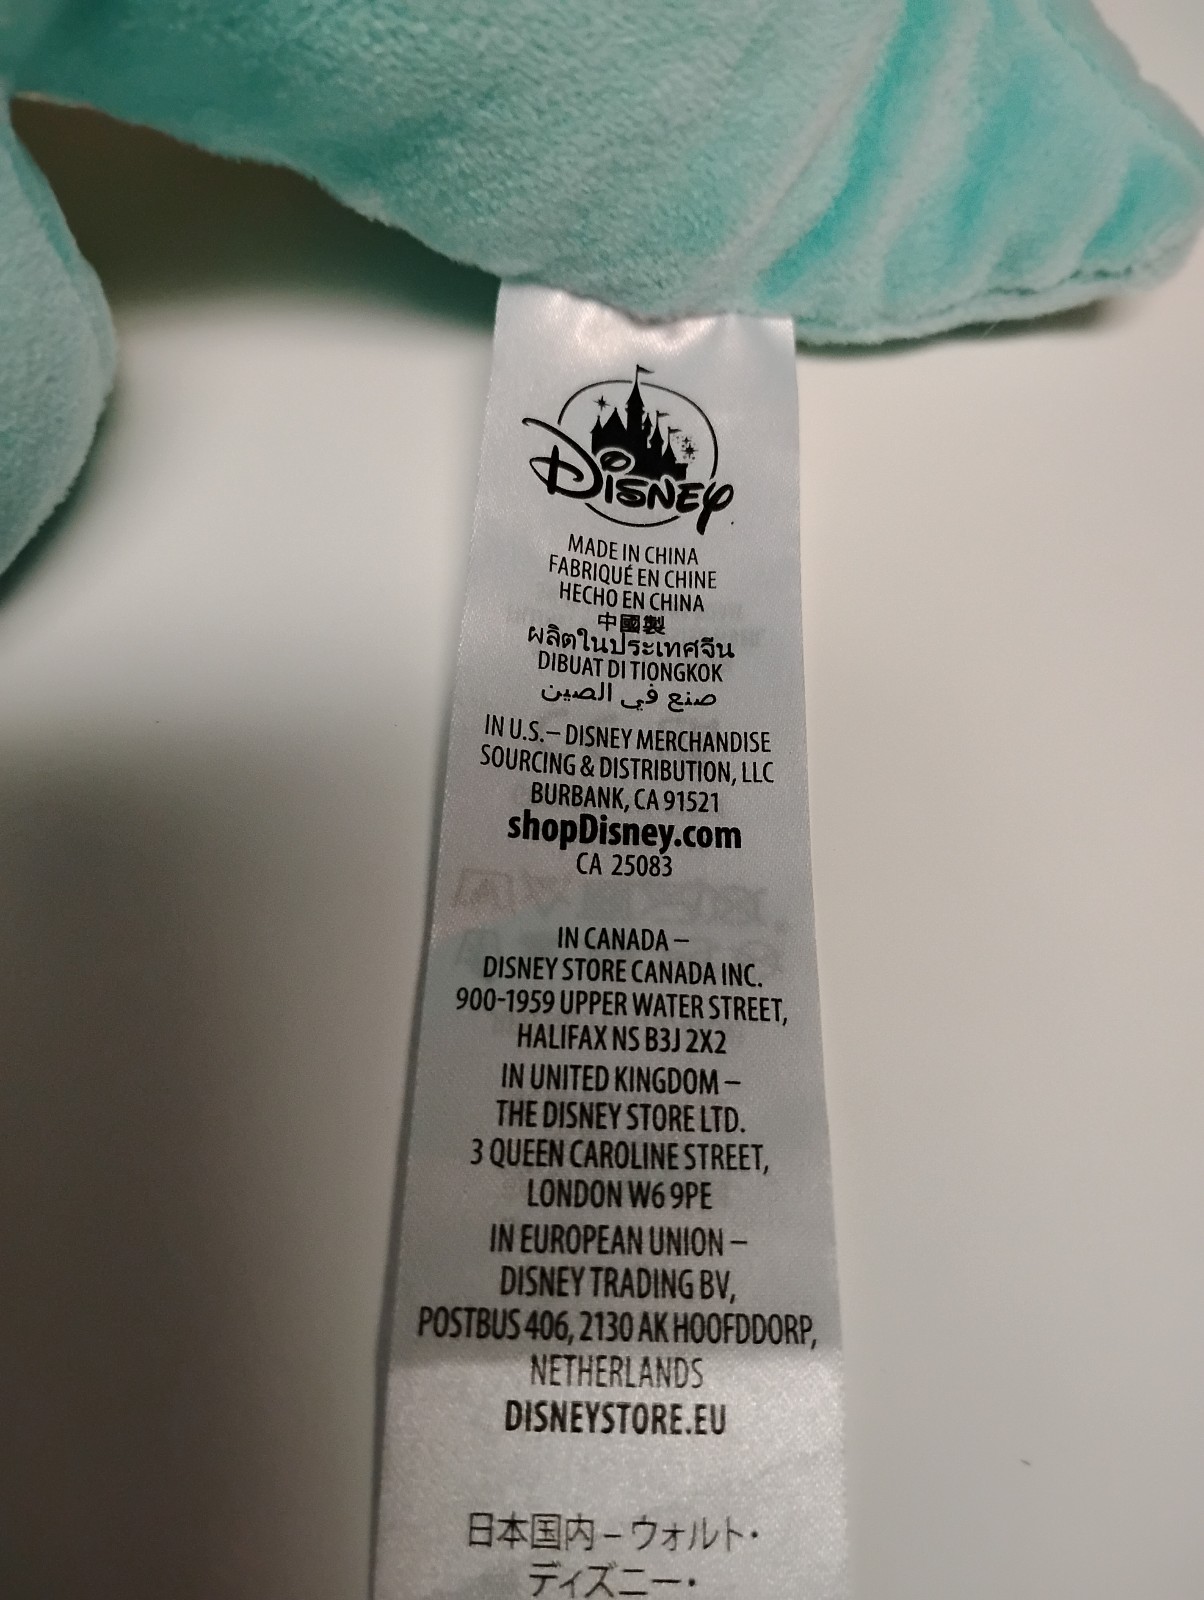 Disney
MADE IN CHINA
FABRIQUÉ EN CHINE
HECHO EN CHINA
中國製
ผลิตในประเทศจีน
DIBUAT DI TIONGKOK
صنع في الصين
IN U.S.– DISNEY MERCHANDISE
SOURCING & DISTRIBUTION, LLC
BURBANK, CA 91521
shopDisney.com
CA 25083
IN CANADA –
DISNEY STORE CANADA INC.
900-1959 UPPER WATER STREET,
HALIFAX NS B3J 2X2
IN UNITED KINGDOM –
THE DISNEY STORE LTD.
3 QUEEN CAROLINE STREET,
LONDON W6 9PE
IN EUROPEAN UNION –
DISNEY TRADING BV,
POSTBUS 406, 2130 AK HOOFDDORP,
NETHERLANDS
DISNEYSTORE.EU
日本国内 – ウォルト・
ディズニー・